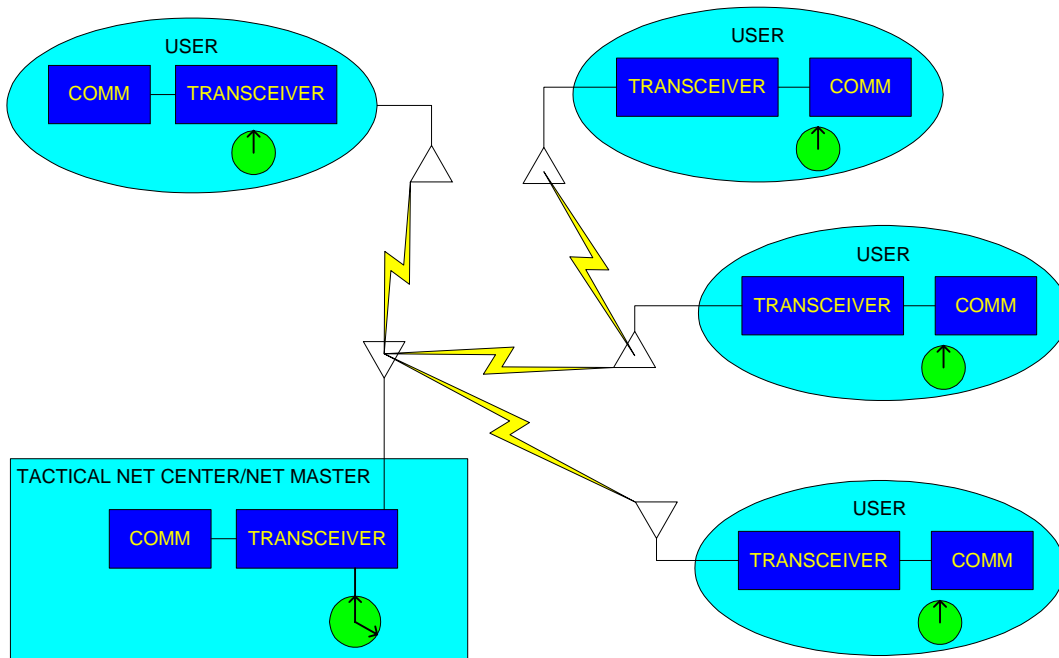 USER
COMM
TRANSCEIVER
USER
TRANSCEIVER
COMM
USER
TRANSCEIVER
COMM
TACTICAL NET CENTER/NET MASTER
COMM
TRANSCEIVER
USER
TRANSCEIVER
COMM